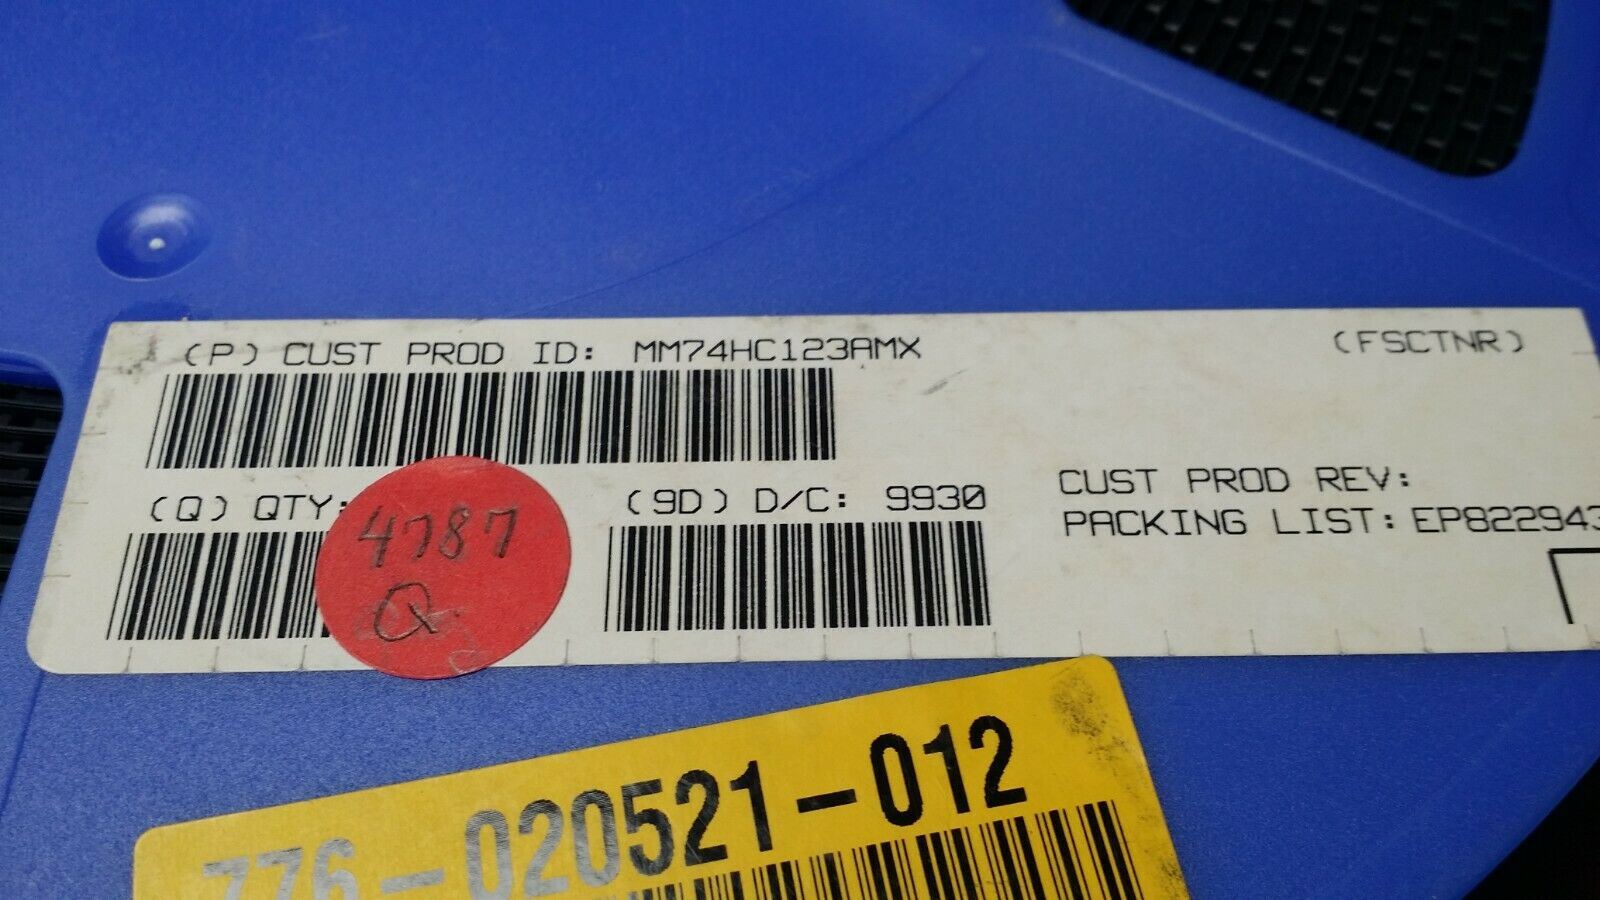 (P) CUST PROD ID: MM74HC123AMX
(FSCTNR)
(Q) QTY:
4787
Q
(9D) D/C: 9930
CUST PROD REV:
PACKING LIST: EP822943
776-020521-012